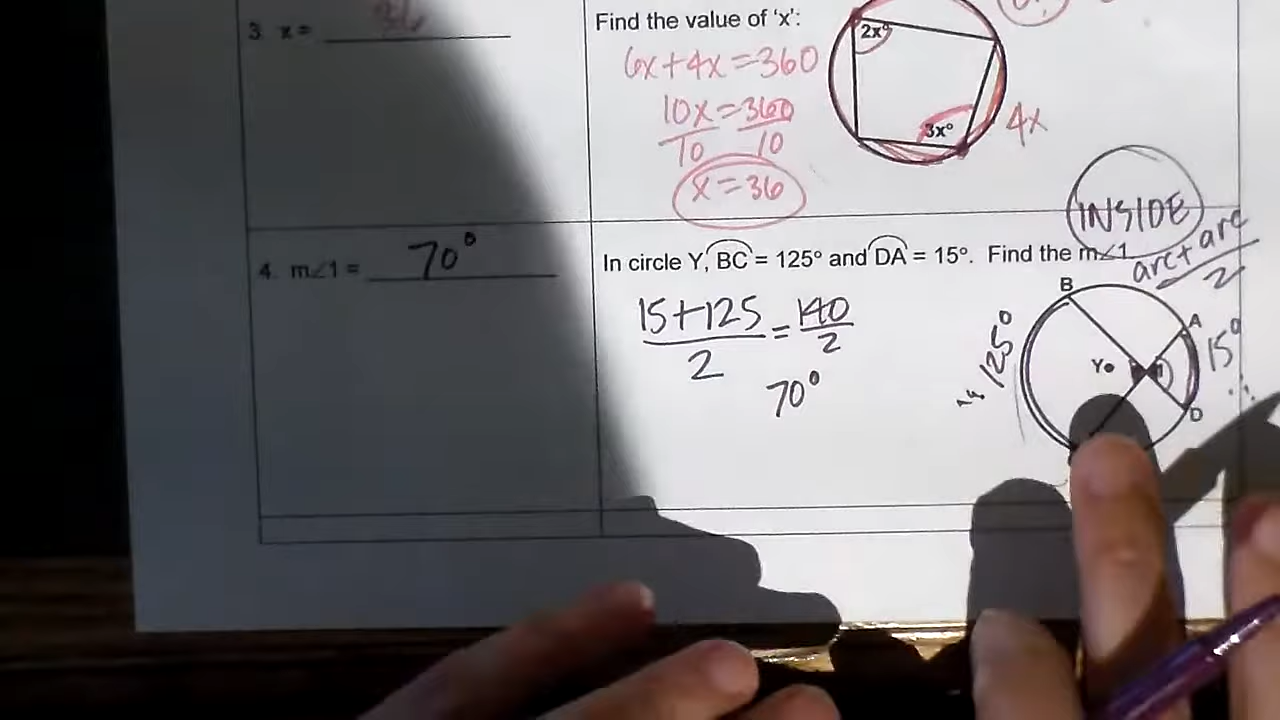 3 x = 36
Find the value of 'x':
2x°
3x°
4x
6x+4x=360
10x=360
10 10
x=36
INSIDE
arc+arc
2
4. m∠1 = 70°
In circle Y, BC = 125° and DA = 15°. Find the m∠1
15+125 = 140
2 2
70°
B
A
Y
D
125°
15°